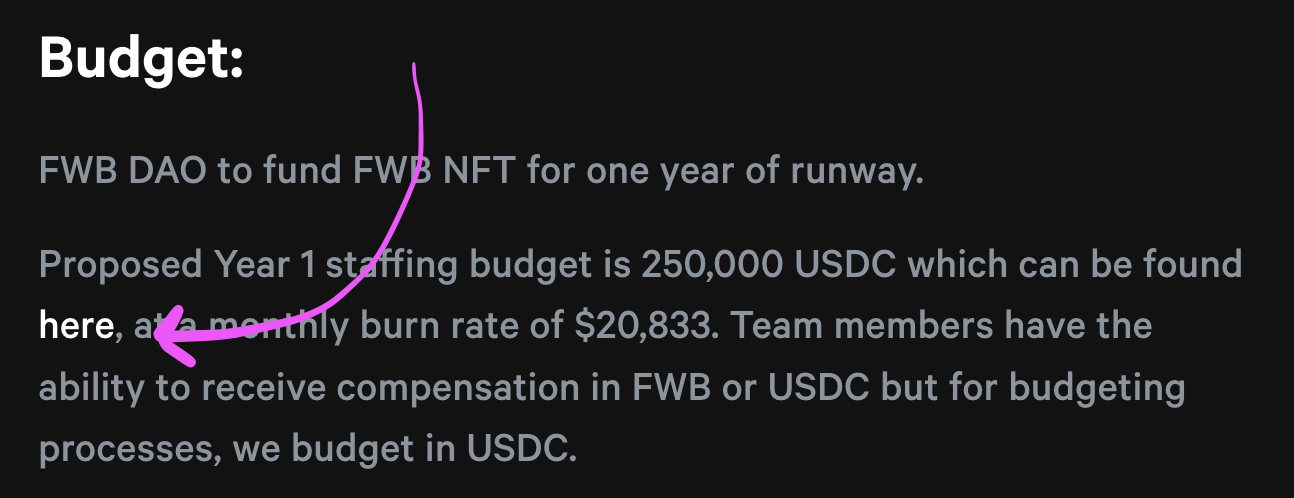 Budget:
FWB DAO to fund FWB NFT for one year of runway.
Proposed Year 1 staffing budget is 250,000 USDC which can be found
here, at a monthly burn rate of $20,833. Team members have the
ability to receive compensation in FWB or USDC but for budgeting
processes, we budget in USDC.